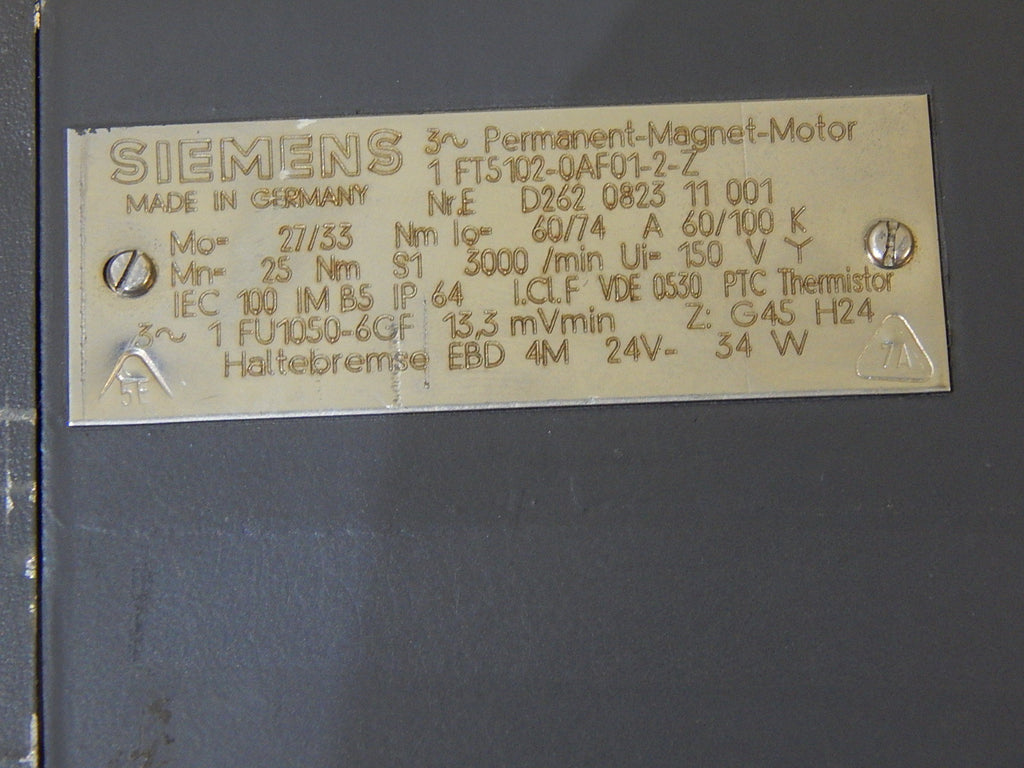 SIEMENS 3~ Permanent-Magnet-Motor
1 FT5102-0AF01-2-Z
MADE IN GERMANY Nr.E D262 0823 11 001
Mo= 27/33 Nm Io= 60/74 A 60/100 K
Mn= 25 Nm S1 3000 /min Ui= 150 V Y
IEC 100 IM B5 IP 64 I.Cl.F VDE 0530 PTC Thermistor
3~ 1 FU1050-6GF 13,3 mVmin Z: G45 H24
Haltebremse EBD 4M 24V- 34 W
5E 7A